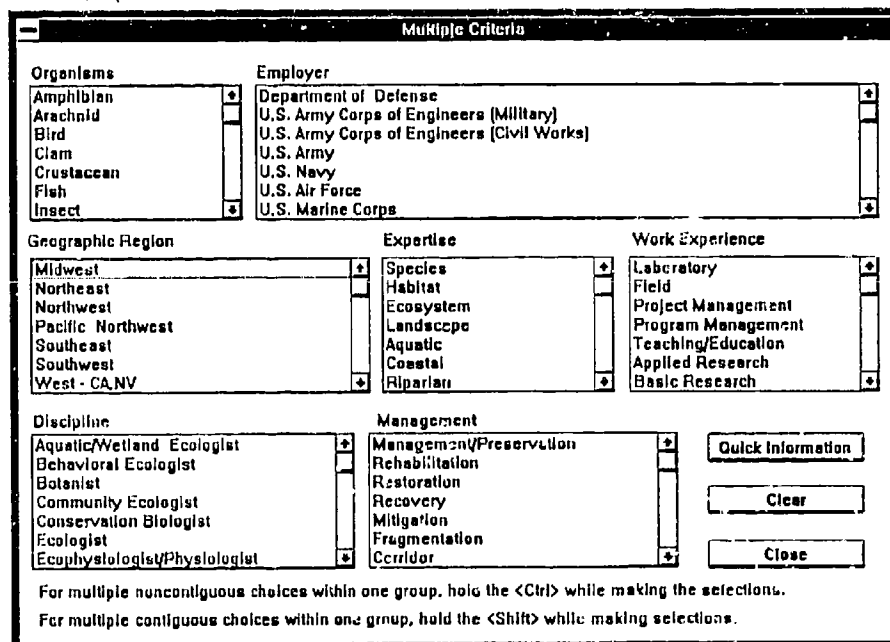 Multiple Criteria
Organisms
Amphibian
Arachnid
Bird
Clam
Crustacean
Fish
Insect
Employer
Department of Defense
U.S. Army Corps of Engineers (Military)
U.S. Army Corps of Engineers (Civil Works)
U.S. Army
U.S. Navy
U.S. Air Force
U.S. Marine Corps
Geographic Region
Midwest
Northeast
Northwest
Pacific Northwest
Southeast
Southwest
West - CA,NV
Expertise
Species
Habitat
Ecosystem
Landscape
Aquatic
Coastal
Riparian
Work Experience
Laboratory
Field
Project Management
Program Management
Teaching/Education
Applied Research
Basic Research
Discipline
Aquatic/Wetland Ecologist
Behavioral Ecologist
Botanist
Community Ecologist
Conservation Biologist
Ecologist
Ecophysiologist/Physiologist
Management
Management/Preservation
Rehabilitation
Restoration
Recovery
Mitigation
Fragmentation
Corridor
Quick Information
Clear
Close
For multiple noncontiguous choices within one group, hold the <Ctrl> while making the selections.
For multiple contiguous choices within one group, hold the <Shift> while making selections.